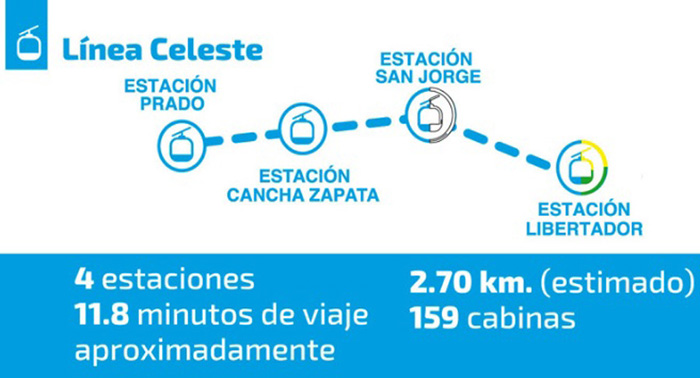 Línea Celeste
ESTACIÓN
PRADO
ESTACIÓN
CANCHA ZAPATA
ESTACIÓN
SAN JORGE
ESTACIÓN
LIBERTADOR
4 estaciones
11.8 minutos de viaje
aproximadamente
2.70 km. (estimado)
159 cabinas